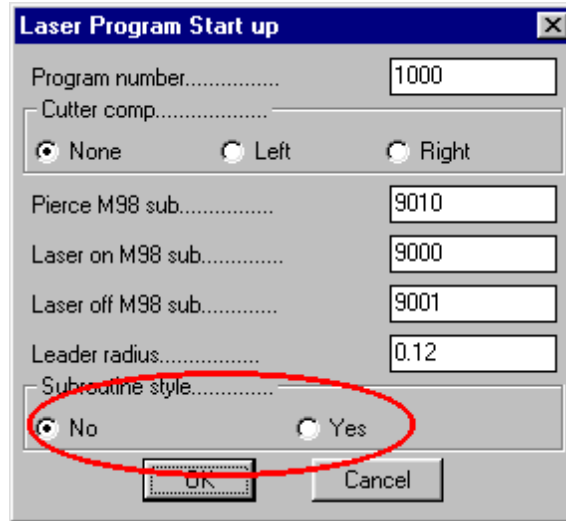 Laser Program Start up
Program number................ 1000
Cutter comp....................
None Left Right
Pierce M98 sub................ 9010
Laser on M98 sub.............. 9000
Laser off M98 sub.............. 9001
Leader radius................. 0.12
Subroutine style..............
No Yes
OK Cancel